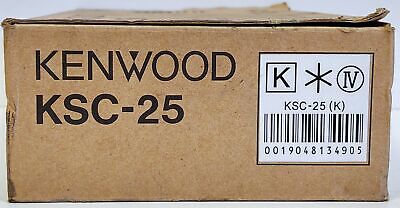 KENWOOD
KSC-25
K ＊ Ⅳ
KSC-25 (K)
0019048134905